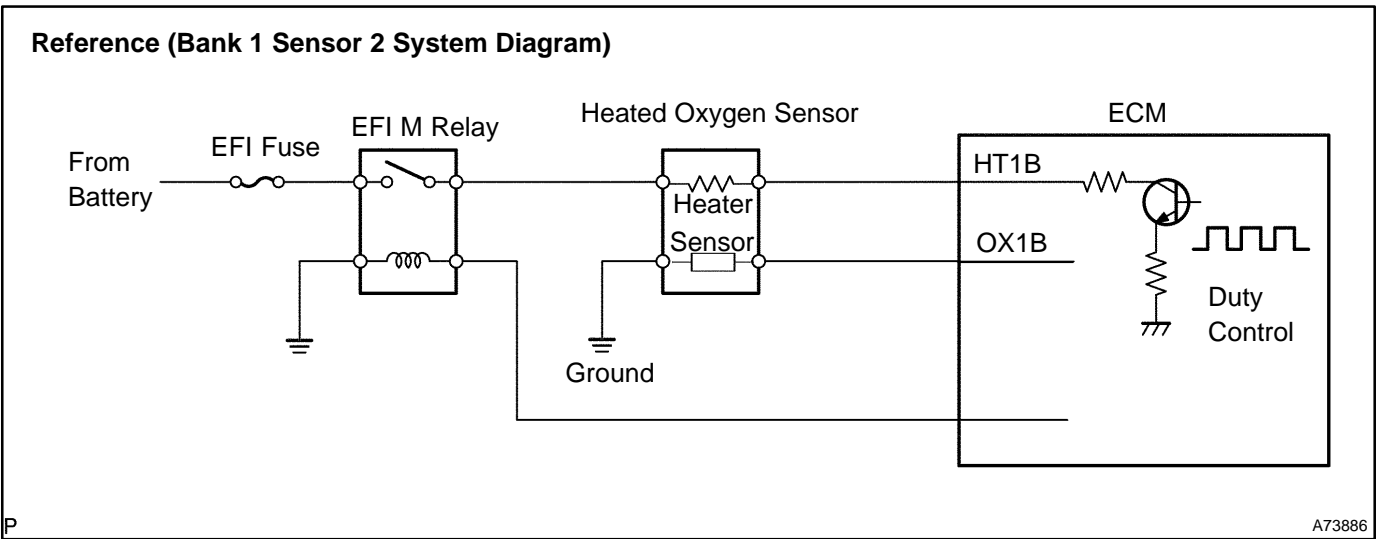 Reference (Bank 1 Sensor 2 System Diagram)
Heated Oxygen Sensor
ECM
EFI M Relay
EFI Fuse
From
Battery
HT1B
Heater
Sensor
OX1B
Duty
Control
Ground
P
A73886